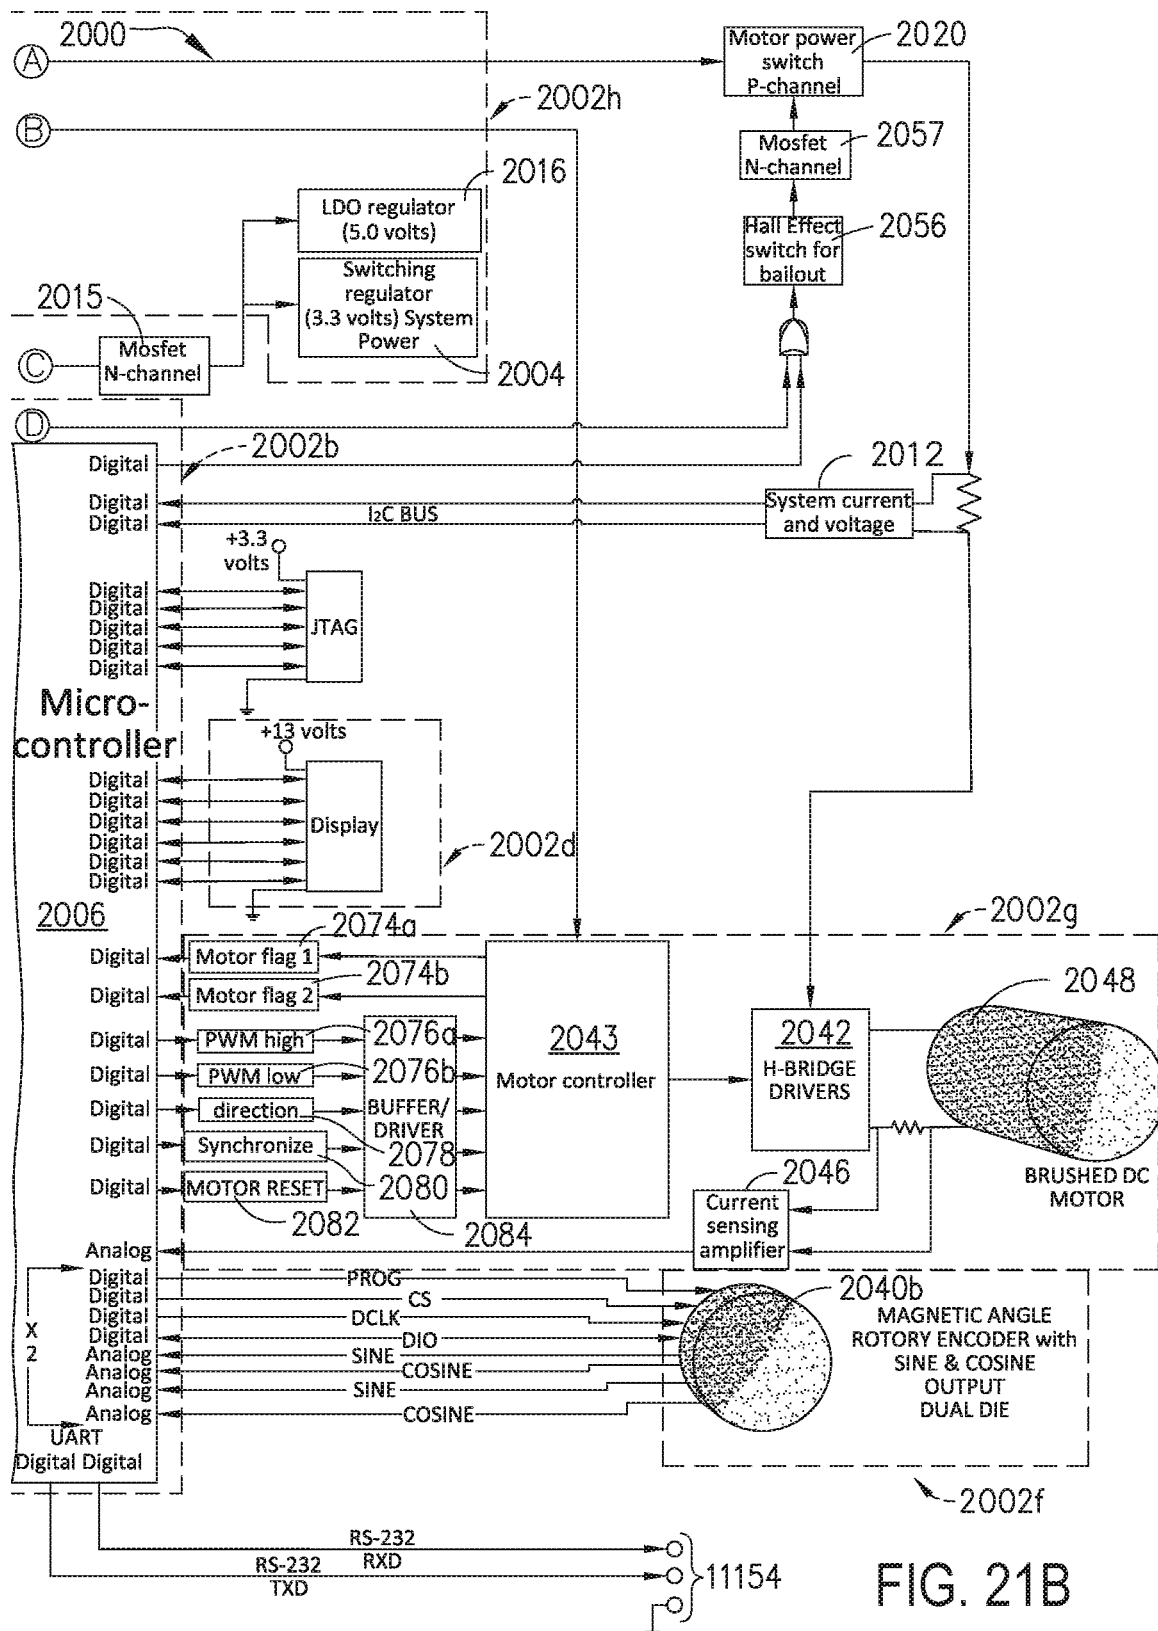 A
2000
Motor power
switch
P-channel
2020
B
2002h
Mosfet
N-channel
2057
2016
LDO regulator
(5.0 volts)
Hall Effect
switch for
bailout
2056
Switching
regulator
(3.3 volts) System
Power
2004
2015
Mosfet
N-channel
C
D
2002b
Digital
2012
Digital
Digital
I2C BUS
System current
and voltage
+3.3
volts
Digital
Digital
Digital
Digital
Digital
JTAG
Micro-
controller
+13 volts
Digital
Digital
Digital
Digital
Digital
Digital
Display
2002d
2006
2002g
2074a
Digital
Motor flag 1
2074b
Digital
Motor flag 2
2048
Digital
PWM high
2076a
2043
Motor controller
2042
H-BRIDGE
DRIVERS
Digital
PWM low
2076b
Digital
direction
BUFFER/
DRIVER
2078
Digital
Synchronize
2080
Digital
MOTOR RESET
2082
2084
2046
Current
sensing
amplifier
BRUSHED DC
MOTOR
Analog
Digital
PROG
Digital
CS
Digital
DCLK
Digital
DIO
Analog
SINE
Analog
COSINE
Analog
SINE
Analog
COSINE
X
2
2040b
MAGNETIC ANGLE
ROTORY ENCODER with
SINE & COSINE
OUTPUT
DUAL DIE
UART
Digital Digital
2002f
RS-232
RXD
RS-232
TXD
11154
FIG. 21B